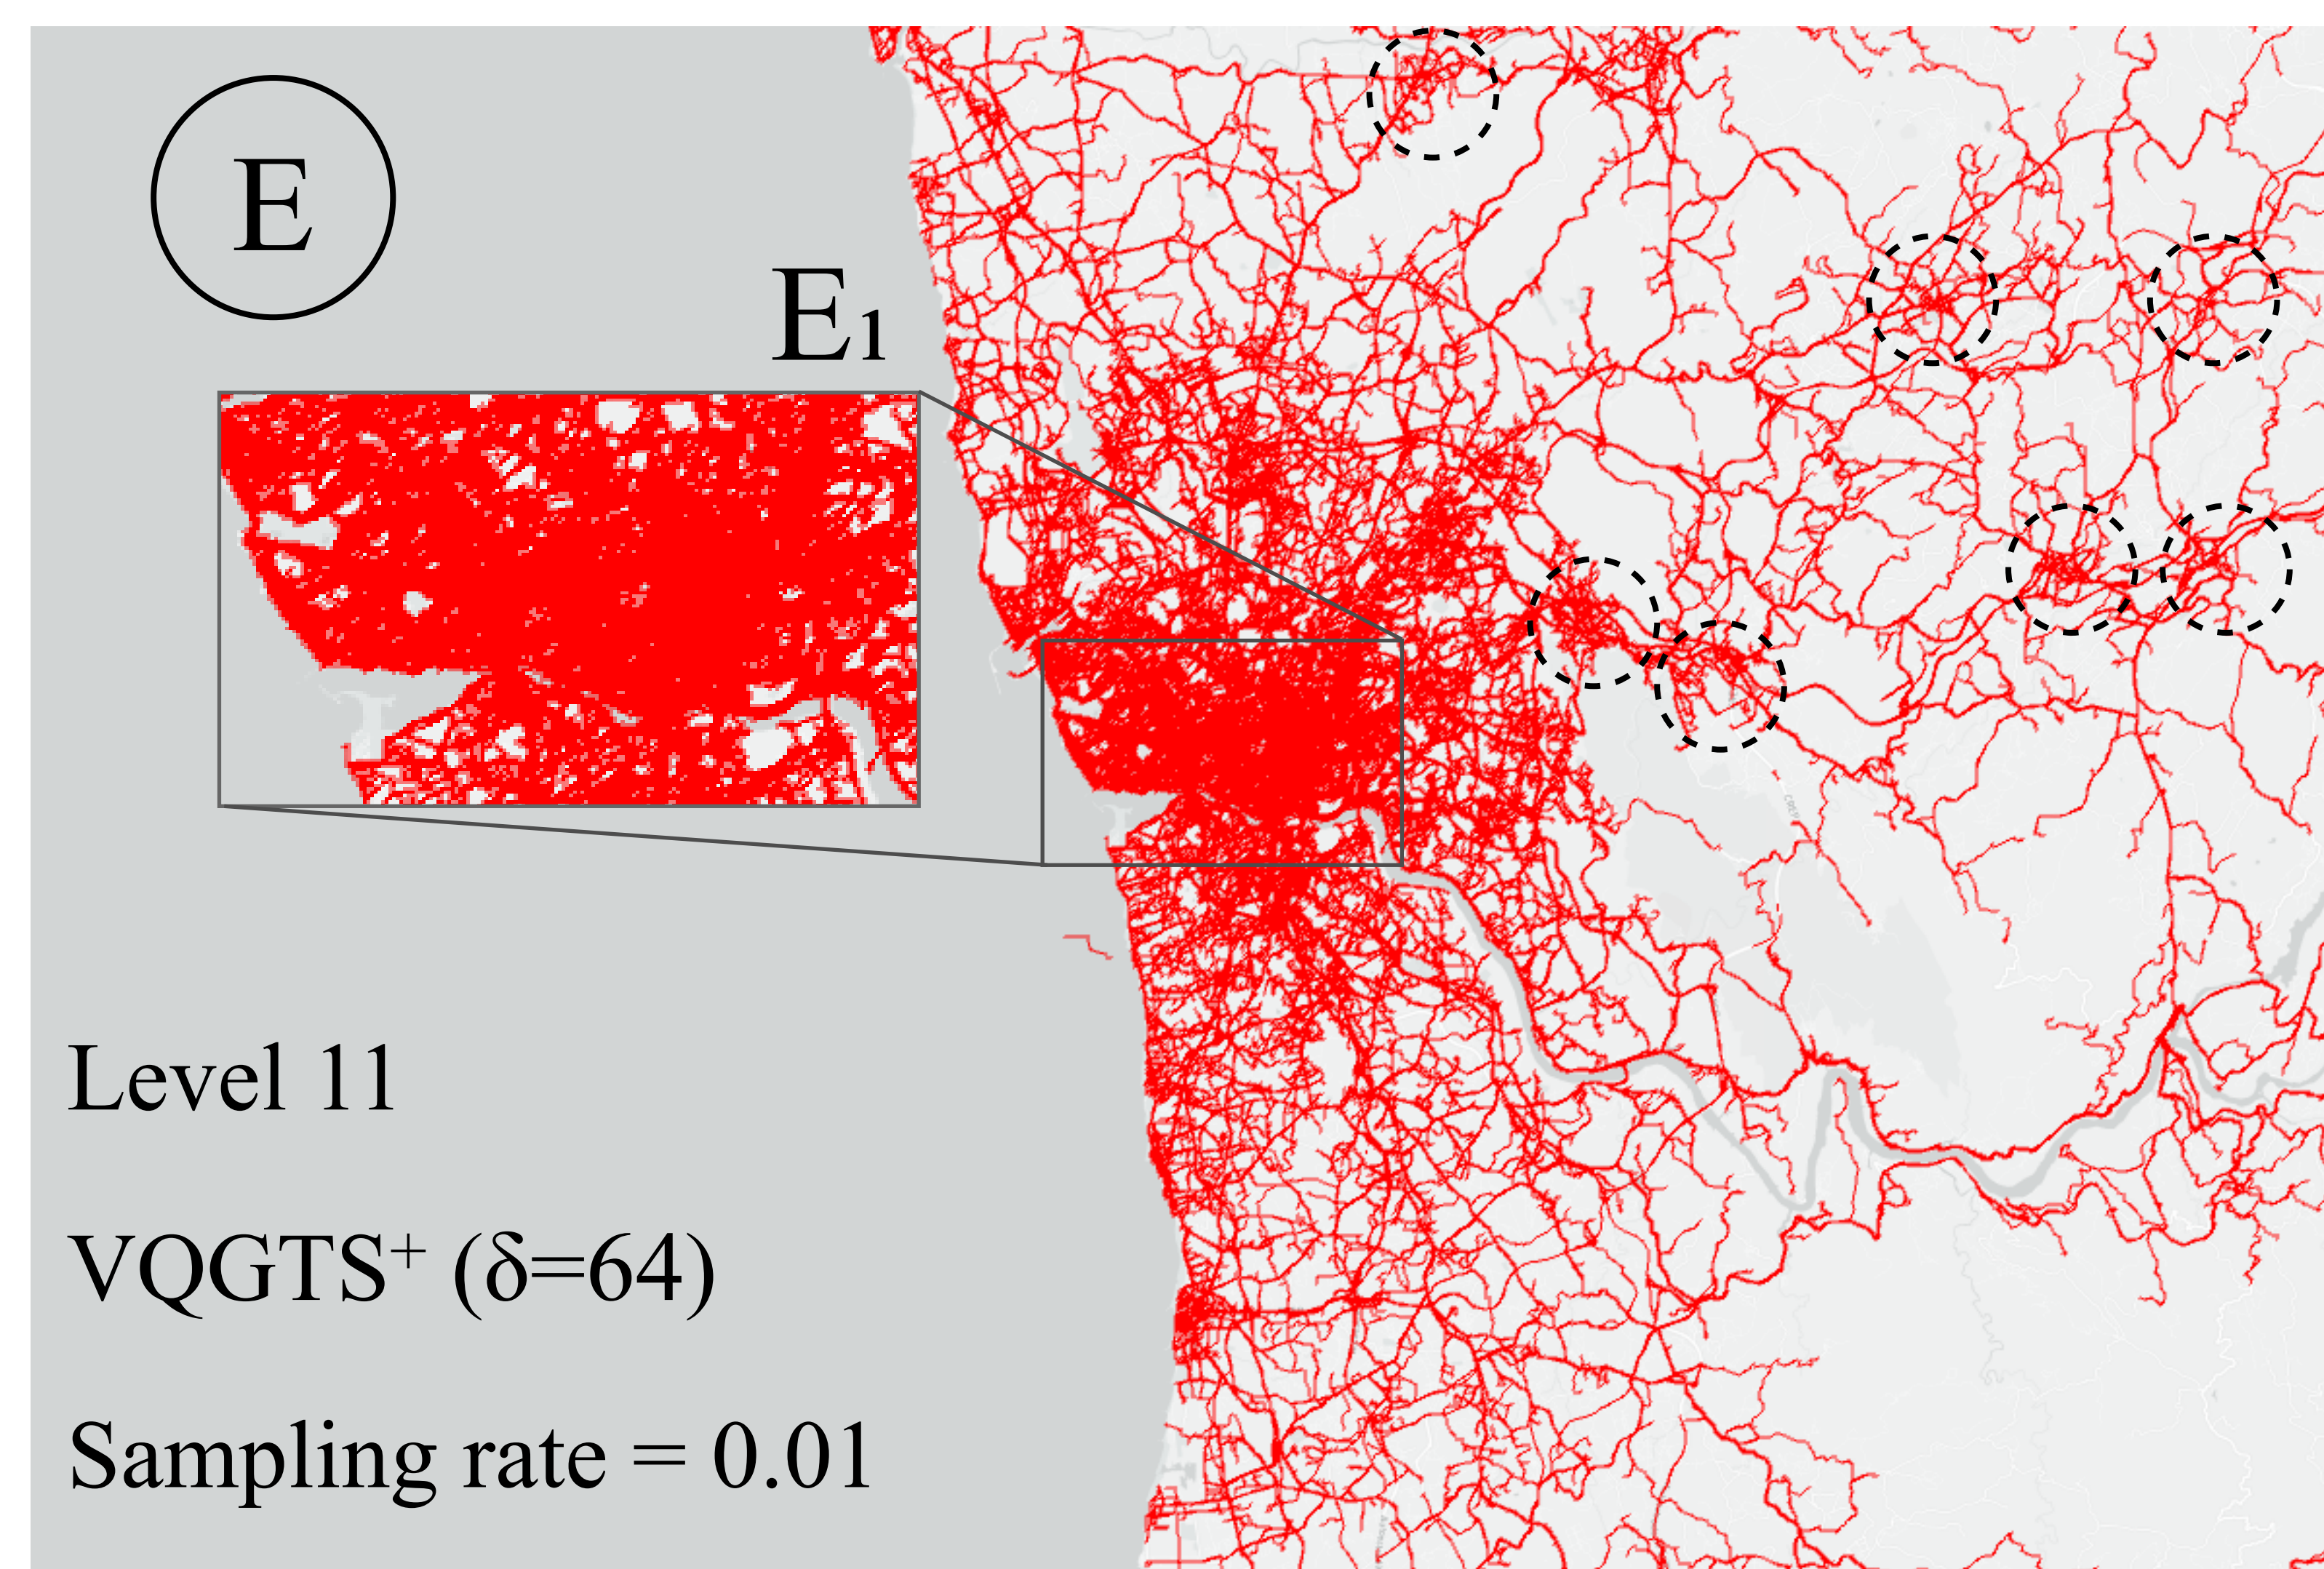 E
E₁
Level 11
VQGTS⁺ (δ=64)
Sampling rate = 0.01